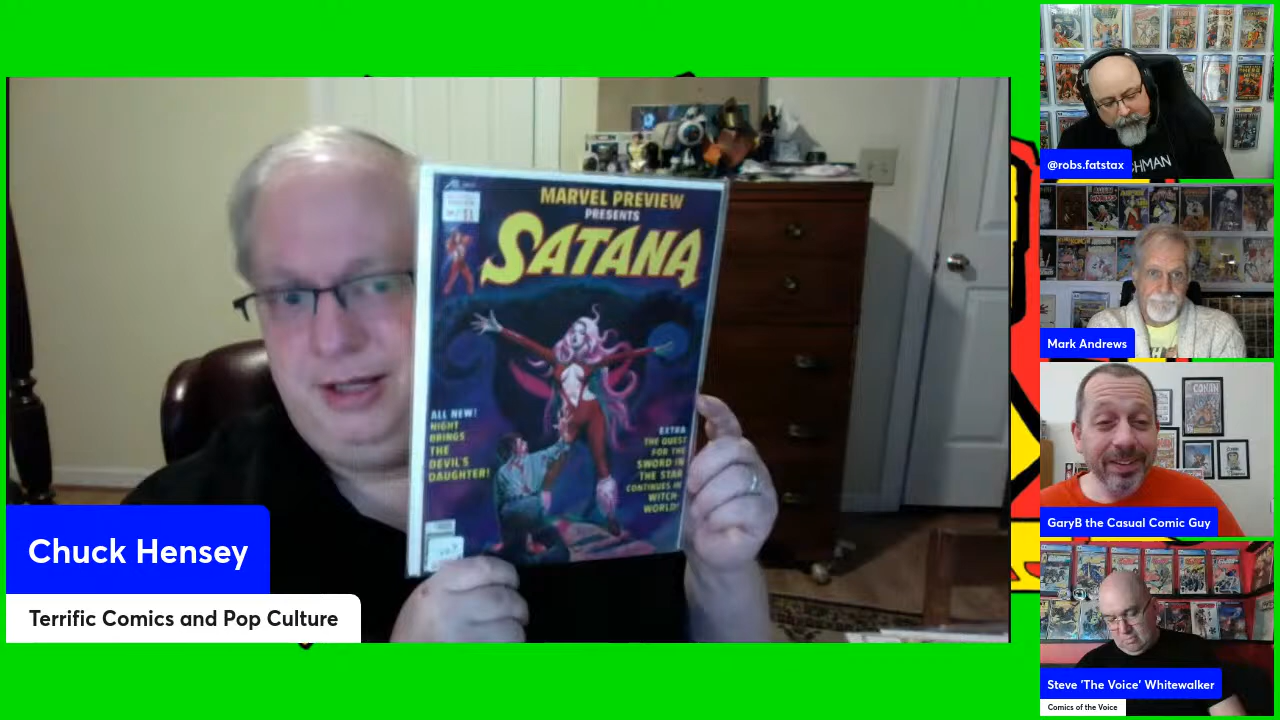 MARVEL PREVIEW
PRESENTS
SATANA
ALL NEW!
NIGHT
BRINGS
THE
DEVIL'S
DAUGHTER!
EXTRA
THE QUEST
FOR THE
SWORD IN
THE STAR
CONTINUES IN
WITCH-
WORLD!
Chuck Hensey
Terrific Comics and Pop Culture
@robs.fatstax
CHMAN
Mark Andrews
CONAN
GaryB the Casual Comic Guy
Steve 'The Voice' Whitewalker
Comics of the Voice